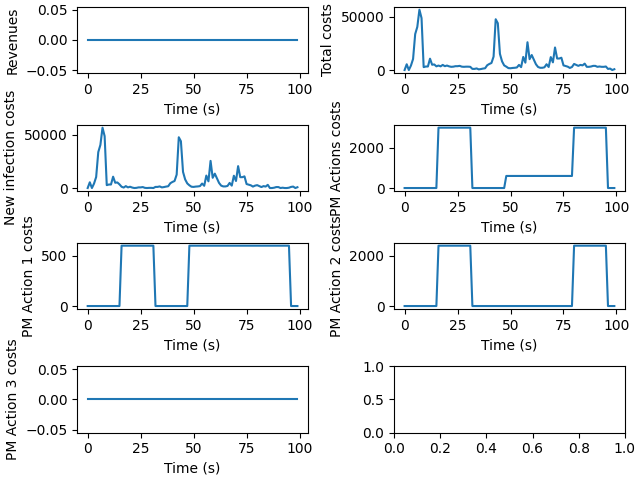 Revenues
0.05
0.00
−0.05
0 25 50 75 100
Time (s)
Total costs
50000
0
0 25 50 75 100
Time (s)
New infection costs
50000
0
0 25 50 75 100
Time (s)
PM Actions costs
2000
0
0 25 50 75 100
Time (s)
PM Action 1 costs
500
0
0 25 50 75 100
Time (s)
PM Action 2 costs
2000
0
0 25 50 75 100
Time (s)
PM Action 3 costs
0.05
0.00
−0.05
0 25 50 75 100
Time (s)
1.0
0.5
0.0
0.0 0.2 0.4 0.6 0.8 1.0